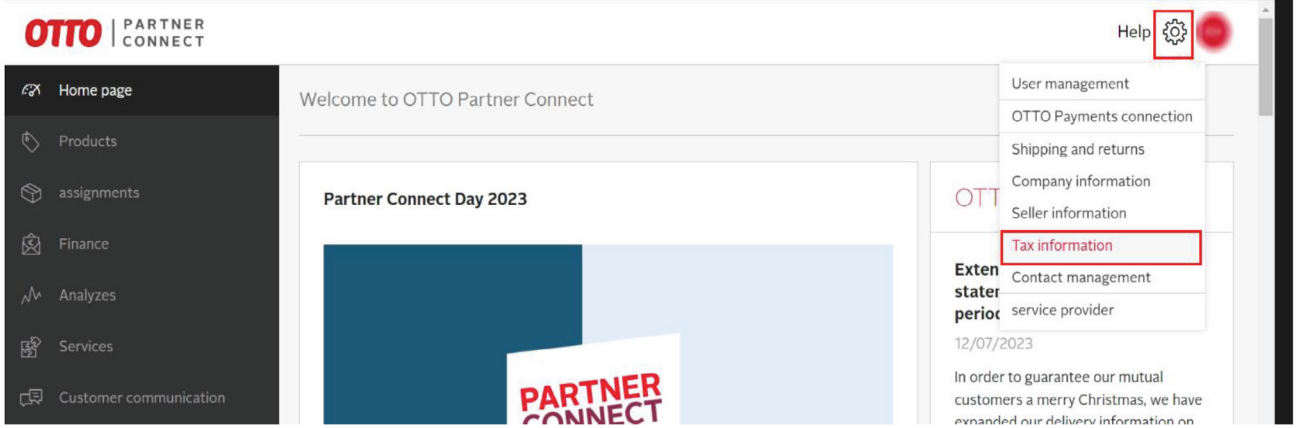 OTTO
PARTNER
CONNECT
Help
Home page
Products
assignments
Finance
Analyzes
Services
Customer communication
Welcome to OTTO Partner Connect
Partner Connect Day 2023
PARTNER
CONNECT
User management
OTTO Payments connection
Shipping and returns
Company information
Seller information
Tax information
Contact management
service provider
OTT
Exten
stater
period
12/07/2023
In order to guarantee our mutual
customers a merry Christmas, we have
expanded our delivery information on